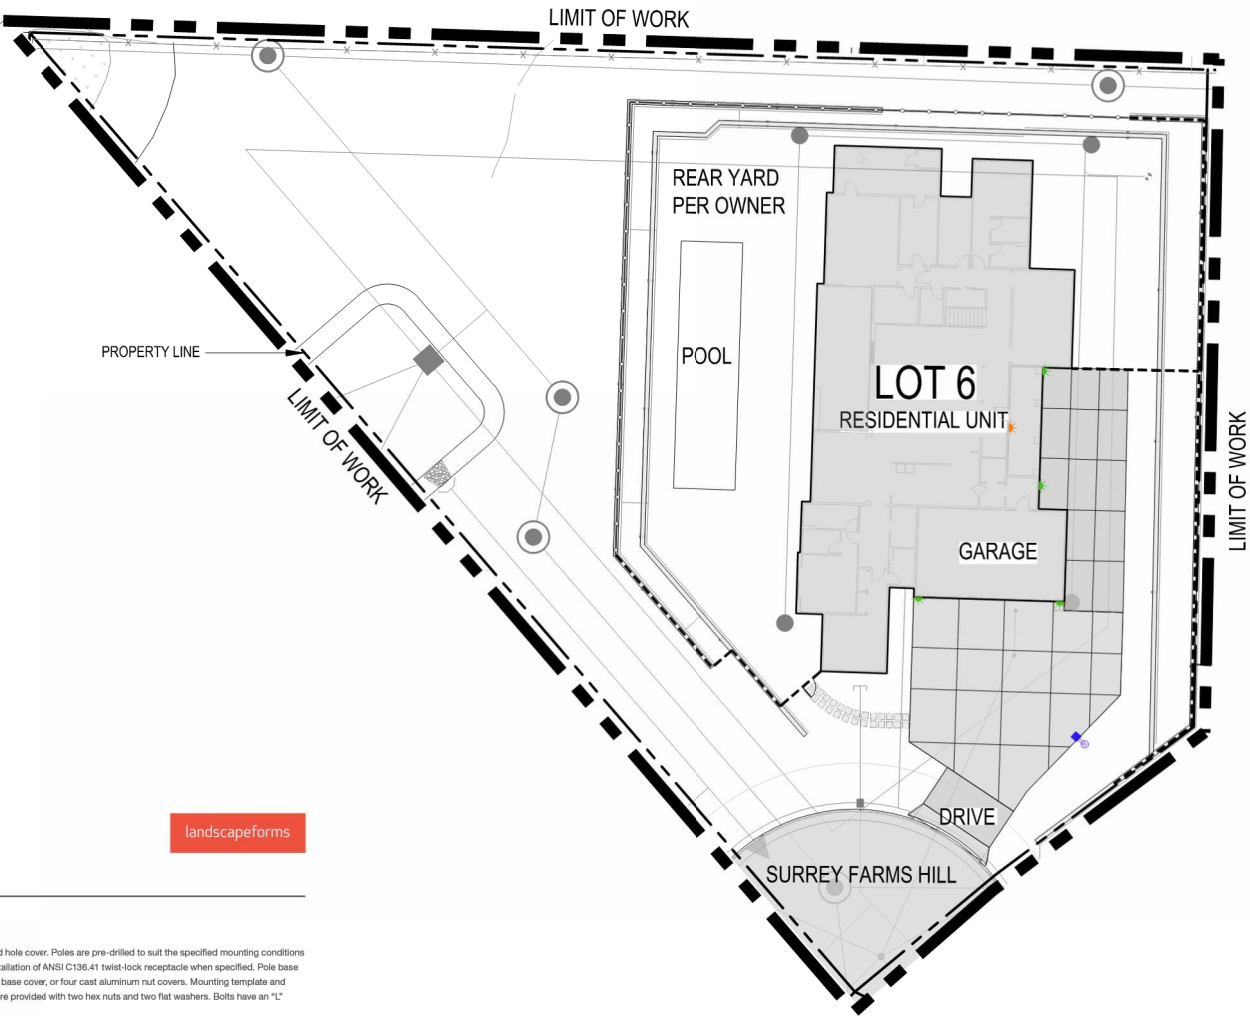 LIMIT OF WORK
REAR YARD
PER OWNER
PROPERTY LINE
POOL
LOT 6
RESIDENTIAL UNIT
LIMIT OF WORK
LIMIT OF WORK
GARAGE
DRIVE
SURREY FARMS HILL
landscapeforms
d hole cover. Poles are pre-drilled to suit the specified mounting conditions
tallation of ANSI C136.41 twist-lock receptacle when specified. Pole base
base cover, or four cast aluminum nut covers. Mounting template and
re provided with two hex nuts and two flat washers. Bolts have an “L”